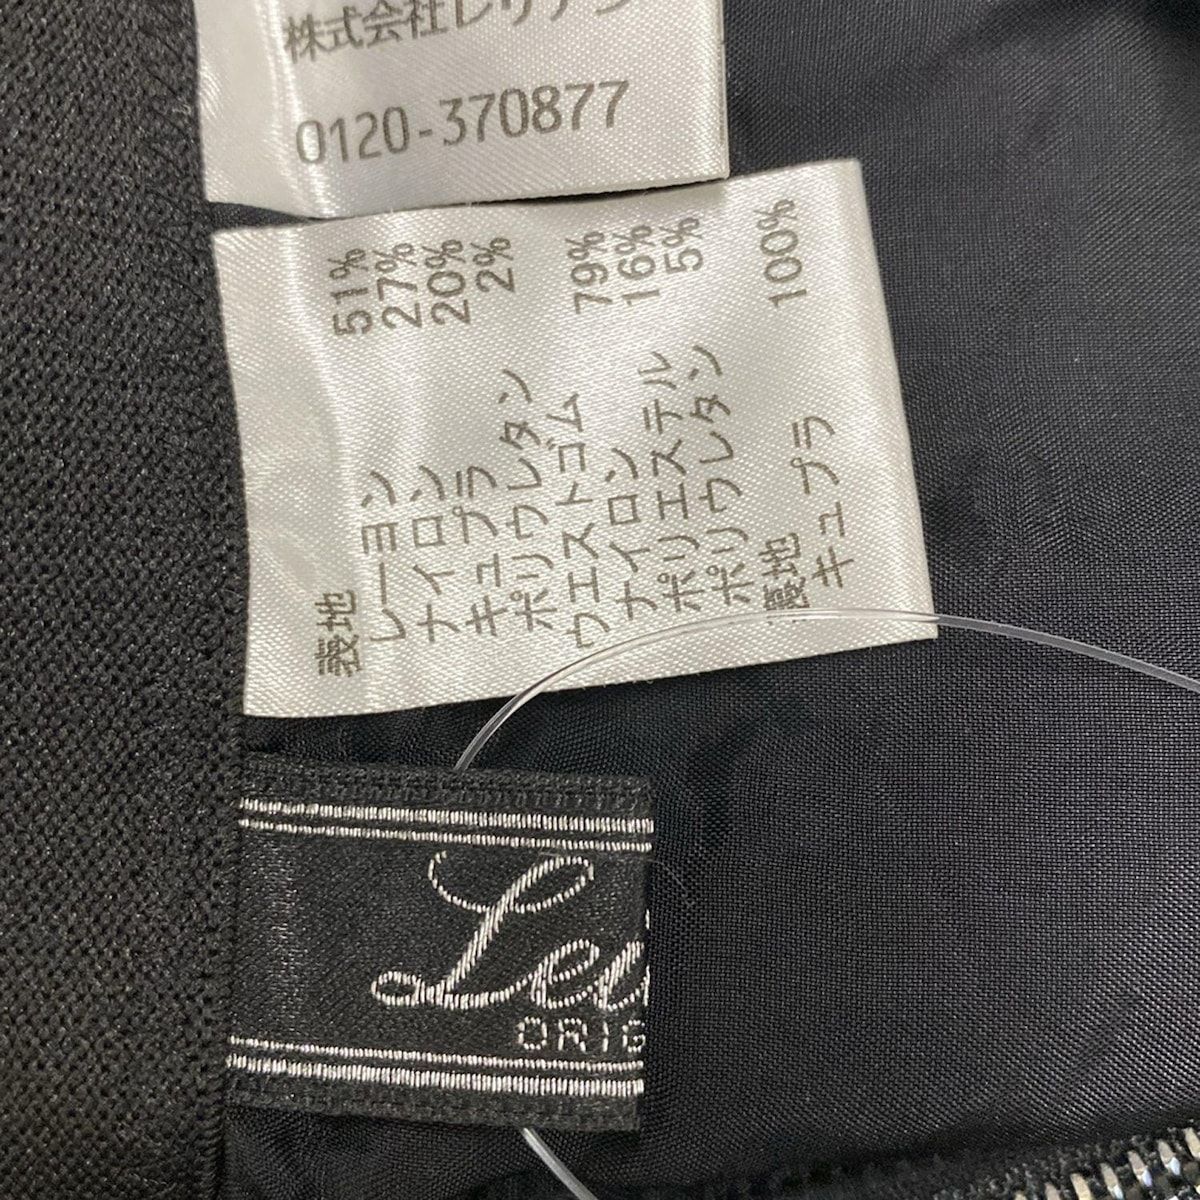 株式会社レリアン
0120-370877
表地
レーヨン 51%
ナイロン 27%
キュプラ 20%
ポリウレタン 2%
ウエストゴム
ナイロン 79%
ポリエステル 16%
ポリウレタン 5%
裏地
キュプラ 100%
Lei
ORIG